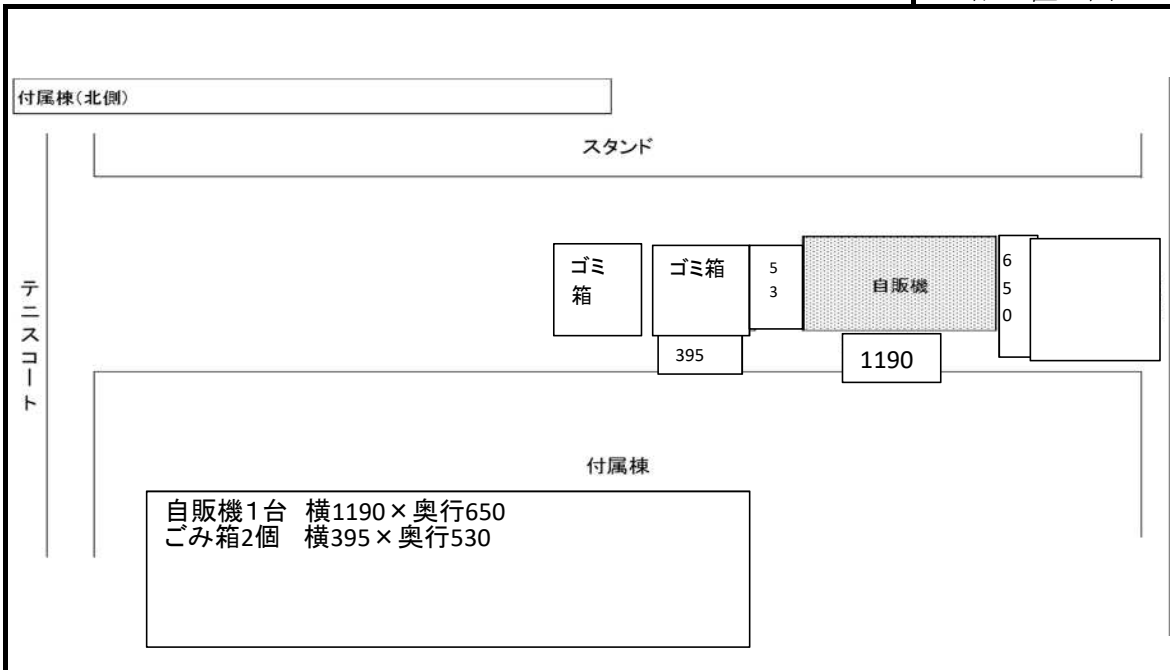 付属棟(北側)
スタンド
テニスコート
ゴミ
箱
ゴミ箱
5
3
自販機
6
5
0
395
1190
付属棟
自販機1台 横1190×奥行650
ごみ箱2個 横395×奥行530